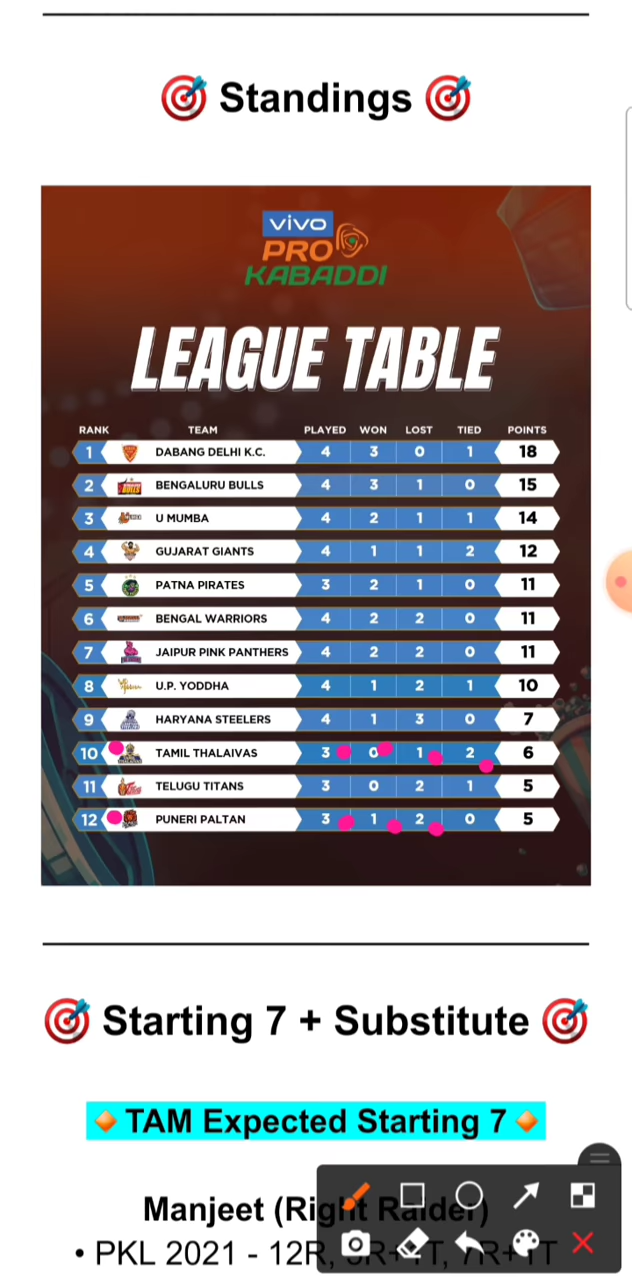 Standings
vivo
PRO
KABADDI
LEAGUE TABLE
RANK TEAM PLAYED WON LOST TIED POINTS
1 DABANG DELHI K.C. 4 3 0 1 18
2 BENGALURU BULLS 4 3 1 0 15
3 U MUMBA 4 2 1 1 14
4 GUJARAT GIANTS 4 1 1 2 12
5 PATNA PIRATES 3 2 1 0 11
6 BENGAL WARRIORS 4 2 2 0 11
7 JAIPUR PINK PANTHERS 4 2 2 0 11
8 U.P. YODDHA 4 1 2 1 10
9 HARYANA STEELERS 4 1 3 0 7
10 TAMIL THALAIVAS 3 0 1 2 6
11 TELUGU TITANS 3 0 2 1 5
12 PUNERI PALTAN 3 1 2 0 5
Starting 7 + Substitute
TAM Expected Starting 7
Manjeet (Right Raider)
• PKL 2021 - 12R, 7R+1T